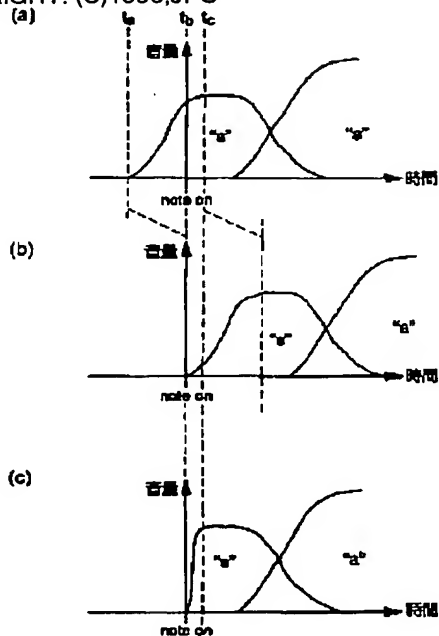 (a) ta tb tc
音量
“a”
時間
note on
(b)
音量
“a”
時間
note on
(c)
音量
“a”
時間
note on